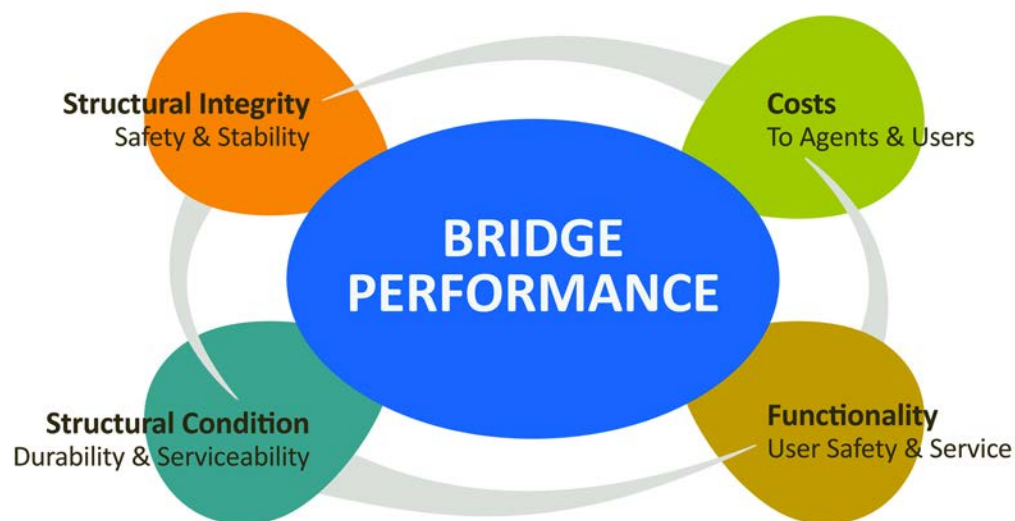 Structural Integrity
Safety & Stability
Costs
To Agents & Users
BRIDGE
PERFORMANCE
Structural Condition
Durability & Serviceability
Functionality
User Safety & Service